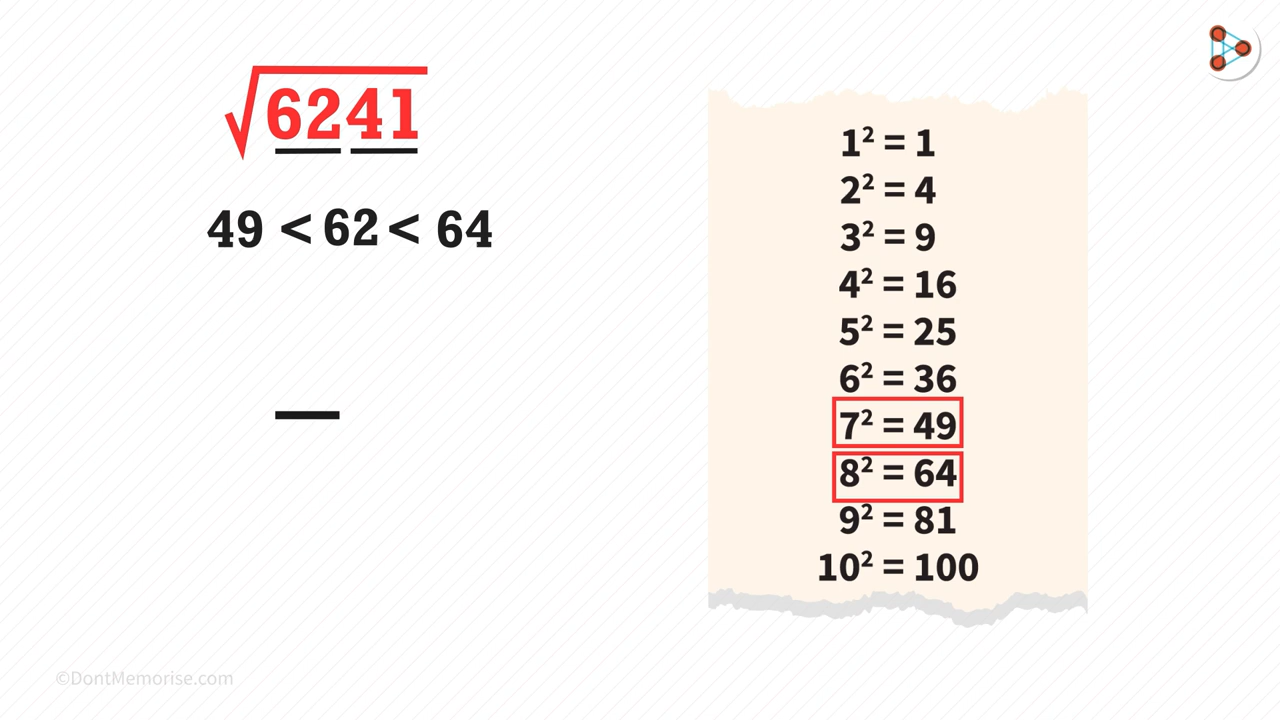 √6241
49 < 62 < 64
1² = 1
2² = 4
3² = 9
4² = 16
5² = 25
6² = 36
7² = 49
8² = 64
9² = 81
10² = 100
©DontMemorise.com